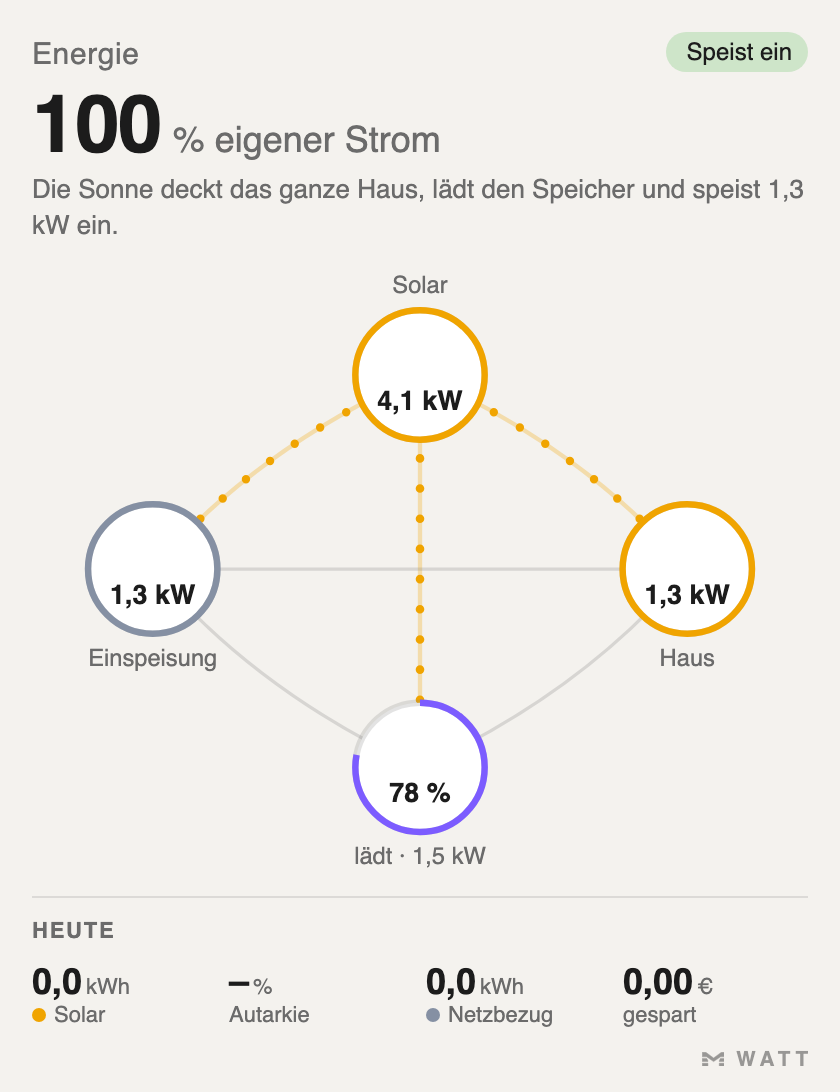 Energie
Speist ein
100 % eigener Strom
Die Sonne deckt das ganze Haus, lädt den Speicher und speist 1,3
kW ein.
Solar
4,1 kW
1,3 kW
1,3 kW
Einspeisung
Haus
78 %
lädt · 1,5 kW
HEUTE
0,0 kWh
– %
0,0 kWh
0,00 €
Solar
Autarkie
Netzbezug
gespart
WATT